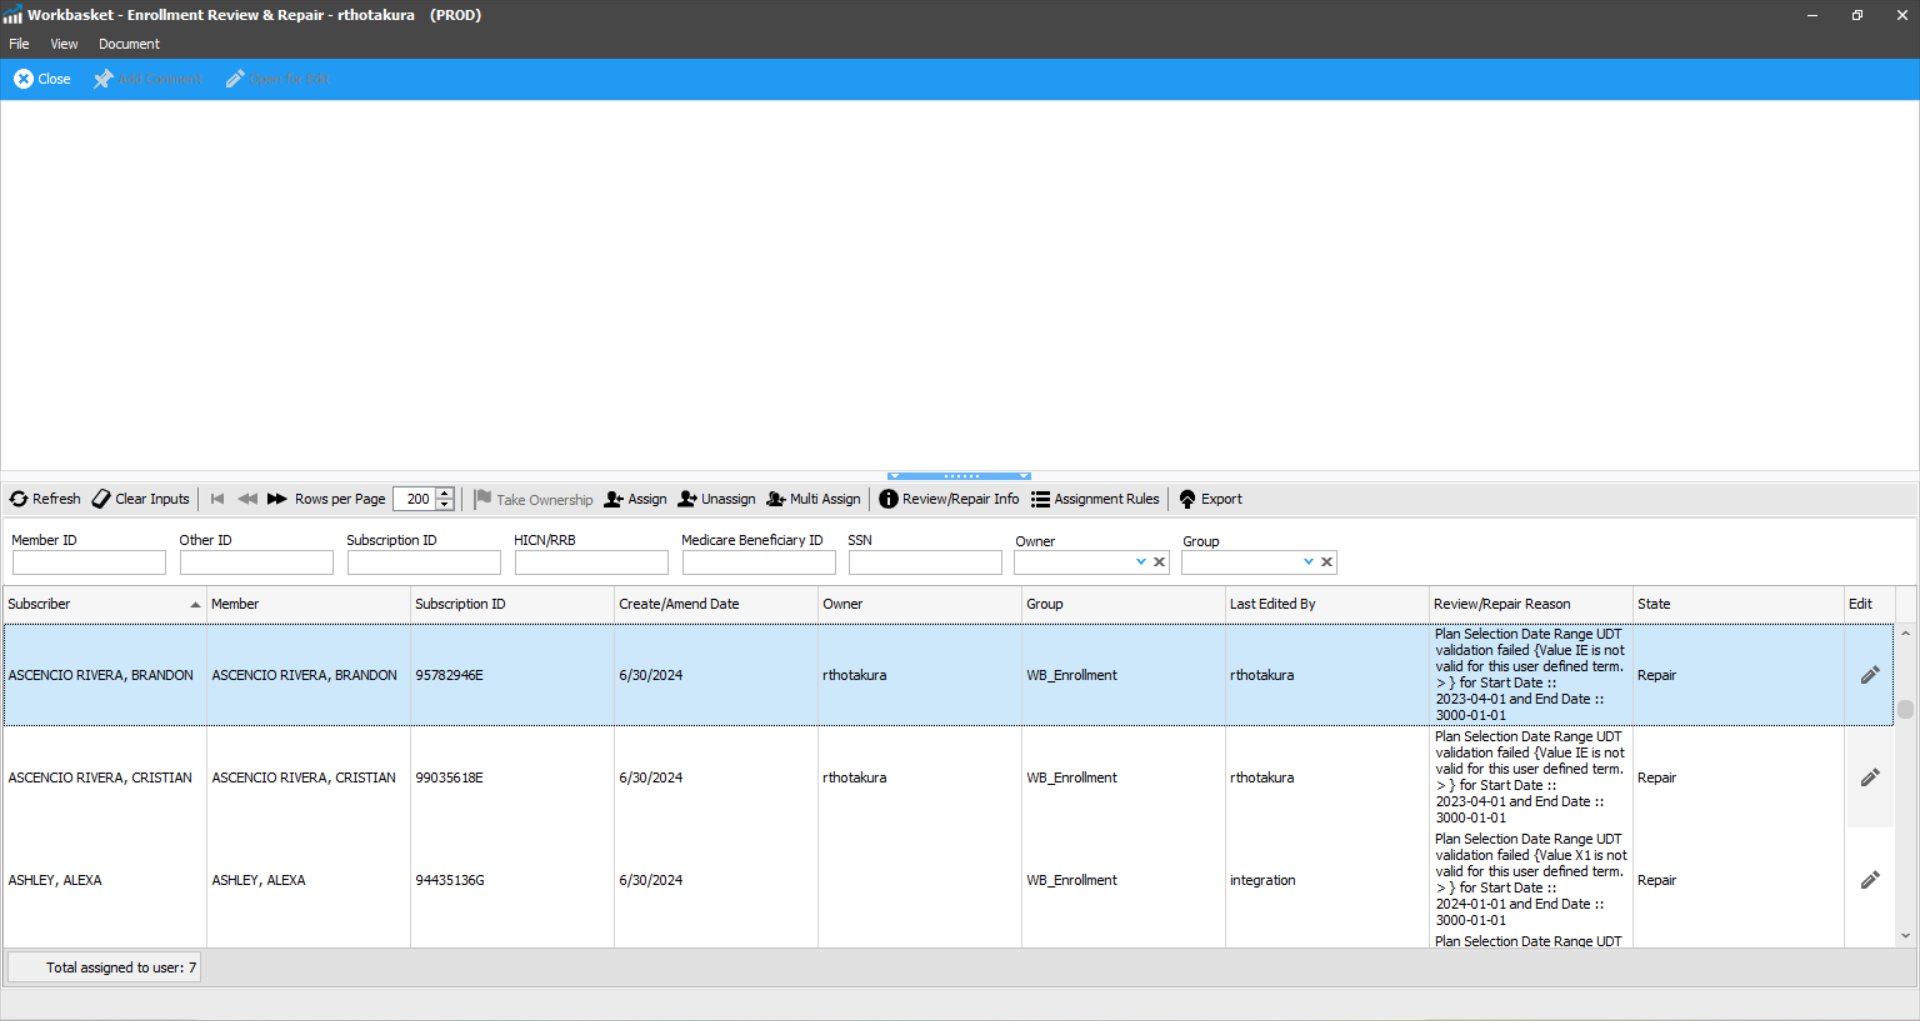 Workbasket - Enrollment Review & Repair - rthotakura (PROD)
File View Document
Close Add Comment Open for Edit
Refresh Clear Inputs Rows per Page 200 Take Ownership Assign Unassign Multi Assign Review/Repair Info Assignment Rules Export
Member ID Other ID Subscription ID HICN/RRB Medicare Beneficiary ID SSN Owner Group
Subscriber Member Subscription ID Create/Amend Date Owner Group Last Edited By Review/Repair Reason State Edit
ASCENCIO RIVERA, BRANDON ASCENCIO RIVERA, BRANDON 95782946E 6/30/2024 rthotakura WB_Enrollment rthotakura
Plan Selection Date Range UDT
validation failed {Value IE is not
valid for this user defined term.
> } for Start Date ::
2023-04-01 and End Date ::
3000-01-01
Repair
ASCENCIO RIVERA, CRISTIAN ASCENCIO RIVERA, CRISTIAN 99035618E 6/30/2024 rthotakura WB_Enrollment rthotakura
Plan Selection Date Range UDT
validation failed {Value IE is not
valid for this user defined term.
> } for Start Date ::
2023-04-01 and End Date ::
3000-01-01
Repair
ASHLEY, ALEXA ASHLEY, ALEXA 94435136G 6/30/2024 WB_Enrollment integration
Plan Selection Date Range UDT
validation failed {Value X1 is not
valid for this user defined term.
> } for Start Date ::
2024-01-01 and End Date ::
3000-01-01
Repair
Plan Selection Date Range UDT
Total assigned to user: 7